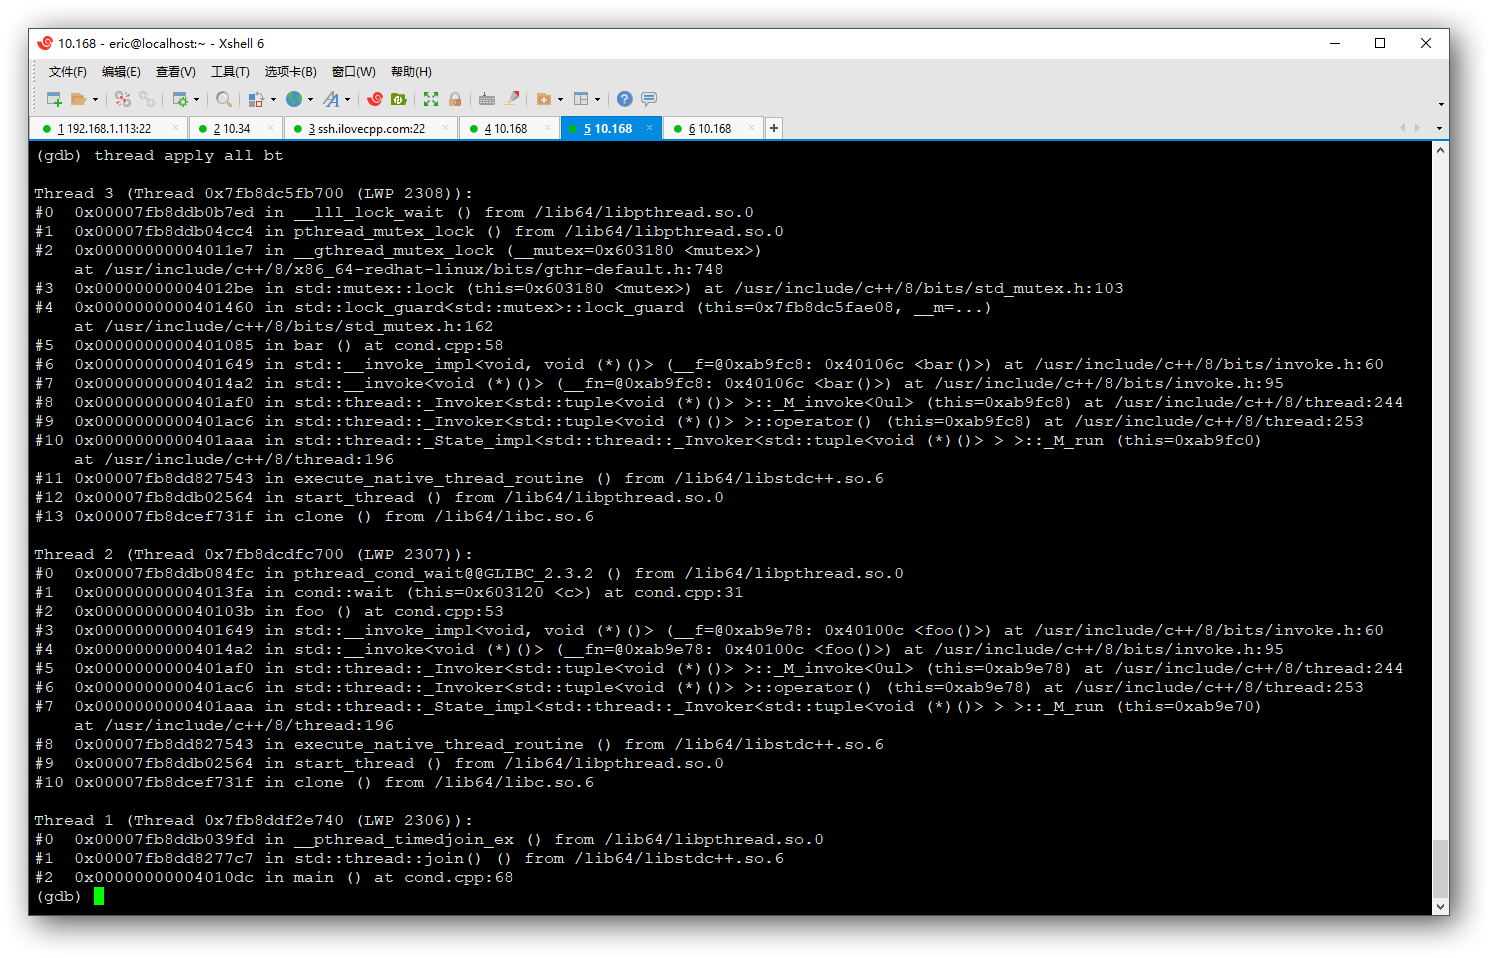 10.168 - eric@localhost:~ - Xshell 6
文件(F) 编辑(E) 查看(V) 工具(T) 选项卡(B) 窗口(W) 帮助(H)
1 192.168.1.113:22 × 2 10.34 × 3 ssh.ilovecpp.com:22 × 4 10.168 × 5 10.168 × 6 10.168 × +
(gdb) thread apply all bt
Thread 3 (Thread 0x7fb8dc5fb700 (LWP 2308)):
#0  0x00007fb8ddb0b7ed in __lll_lock_wait () from /lib64/libpthread.so.0
#1  0x00007fb8ddb04cc4 in pthread_mutex_lock () from /lib64/libpthread.so.0
#2  0x00000000004011e7 in __gthread_mutex_lock (__mutex=0x603180 <mutex>)
    at /usr/include/c++/8/x86_64-redhat-linux/bits/gthr-default.h:748
#3  0x00000000004012be in std::mutex::lock (this=0x603180 <mutex>) at /usr/include/c++/8/bits/std_mutex.h:103
#4  0x0000000000401460 in std::lock_guard<std::mutex>::lock_guard (this=0x7fb8dc5fae08, __m=...)
    at /usr/include/c++/8/bits/std_mutex.h:162
#5  0x0000000000401085 in bar () at cond.cpp:58
#6  0x0000000000401649 in std::__invoke_impl<void, void (*)()> (__f=@0xab9fc8: 0x40106c <bar()>) at /usr/include/c++/8/bits/invoke.h:60
#7  0x00000000004014a2 in std::__invoke<void (*)()> (__fn=@0xab9fc8: 0x40106c <bar()>) at /usr/include/c++/8/bits/invoke.h:95
#8  0x0000000000401af0 in std::thread::_Invoker<std::tuple<void (*)()> >::_M_invoke<0ul> (this=0xab9fc8) at /usr/include/c++/8/thread:244
#9  0x0000000000401ac6 in std::thread::_Invoker<std::tuple<void (*)()> >::operator() (this=0xab9fc8) at /usr/include/c++/8/thread:253
#10 0x0000000000401aaa in std::thread::_State_impl<std::thread::_Invoker<std::tuple<void (*)()> > >::_M_run (this=0xab9fc0)
    at /usr/include/c++/8/thread:196
#11 0x00007fb8dd827543 in execute_native_thread_routine () from /lib64/libstdc++.so.6
#12 0x00007fb8ddb02564 in start_thread () from /lib64/libpthread.so.0
#13 0x00007fb8dcef731f in clone () from /lib64/libc.so.6
Thread 2 (Thread 0x7fb8dcdfc700 (LWP 2307)):
#0  0x00007fb8ddb084fc in pthread_cond_wait@@GLIBC_2.3.2 () from /lib64/libpthread.so.0
#1  0x00000000004013fa in cond::wait (this=0x603120 <c>) at cond.cpp:31
#2  0x000000000040103b in foo () at cond.cpp:53
#3  0x0000000000401649 in std::__invoke_impl<void, void (*)()> (__f=@0xab9e78: 0x40100c <foo()>) at /usr/include/c++/8/bits/invoke.h:60
#4  0x00000000004014a2 in std::__invoke<void (*)()> (__fn=@0xab9e78: 0x40100c <foo()>) at /usr/include/c++/8/bits/invoke.h:95
#5  0x0000000000401af0 in std::thread::_Invoker<std::tuple<void (*)()> >::_M_invoke<0ul> (this=0xab9e78) at /usr/include/c++/8/thread:244
#6  0x0000000000401ac6 in std::thread::_Invoker<std::tuple<void (*)()> >::operator() (this=0xab9e78) at /usr/include/c++/8/thread:253
#7  0x0000000000401aaa in std::thread::_State_impl<std::thread::_Invoker<std::tuple<void (*)()> > >::_M_run (this=0xab9e70)
    at /usr/include/c++/8/thread:196
#8  0x00007fb8dd827543 in execute_native_thread_routine () from /lib64/libstdc++.so.6
#9  0x00007fb8ddb02564 in start_thread () from /lib64/libpthread.so.0
#10 0x00007fb8dcef731f in clone () from /lib64/libc.so.6
Thread 1 (Thread 0x7fb8ddf2e740 (LWP 2306)):
#0  0x00007fb8ddb039fd in __pthread_timedjoin_ex () from /lib64/libpthread.so.0
#1  0x00007fb8dd8277c7 in std::thread::join() () from /lib64/libstdc++.so.6
#2  0x00000000004010dc in main () at cond.cpp:68
(gdb)